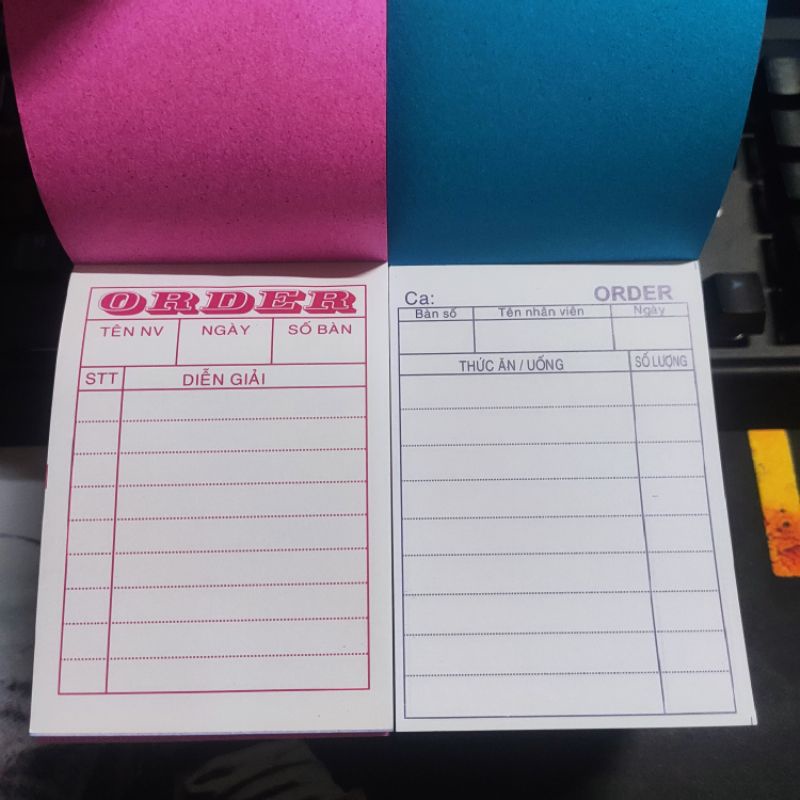 ORDER
TÊN NV NGÀY SỐ BÀN
STT DIỄN GIẢI
Ca: ORDER
Bàn số Tên nhân viên Ngày
THỨC ĂN / UỐNG SỐ LƯỢNG